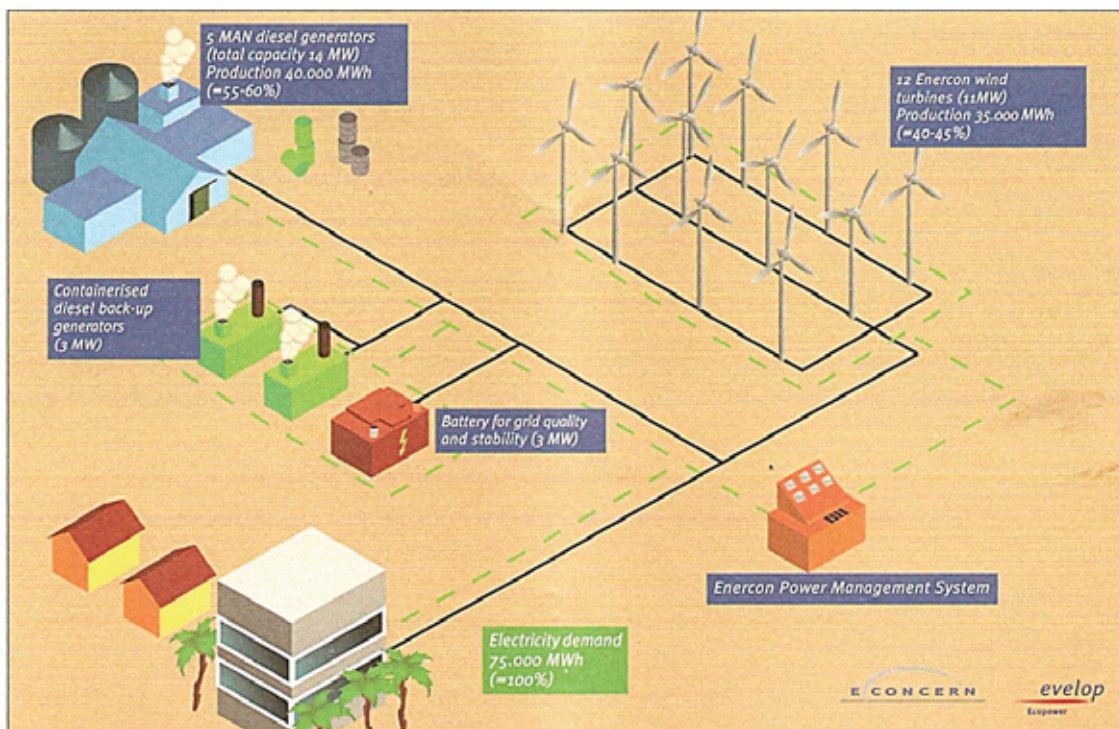 5 MAN diesel generators
(total capacity 14 MW)
Production 40.000 MWh
(=55-60%)
12 Enercon wind
turbines (11MW)
Production 35.000 MWh
(=40-45%)
Containerised
diesel back-up
generators
(3 MW)
Battery for grid quality
and stability (3 MW)
Enercon Power Management System
Electricity demand
75.000 MWh
(=100%)
E CONCERN
evelop
Ecopower